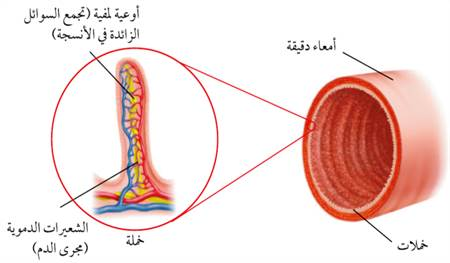 أوعية لمفية (تجمع السوائل
الزائدة في الأنسجة)
أمعاء دقيقة
الشعيرات الدموية
(مجرى الدم)
خملة
خملات